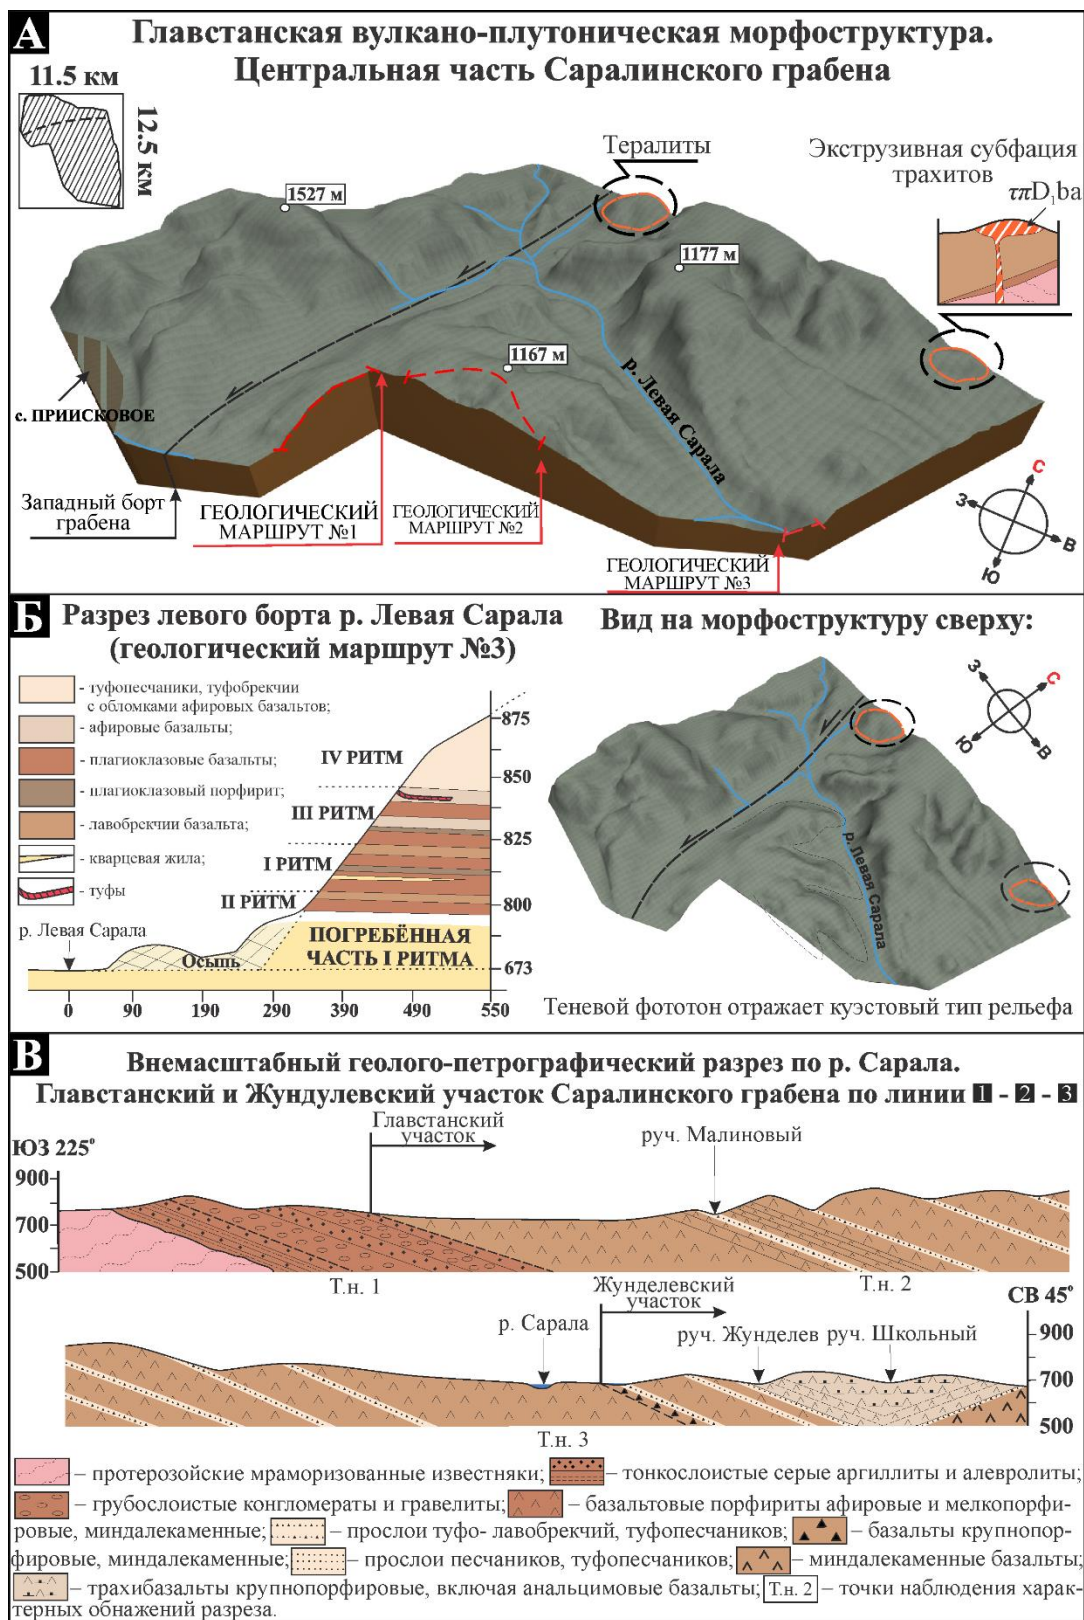 А
Главстанская вулкано-плутоническая морфоструктура.
Центральная часть Саралинского грабена
11.5 км
12.5 км
Тералиты
Экструзивная субфация
трахитов
τπD₁ba
1527 м
1177 м
1167 м
р. Левая Сарала
с. ПРИИСКОВОЕ
Западный борт
грабена
ГЕОЛОГИЧЕСКИЙ
МАРШРУТ №1
ГЕОЛОГИЧЕСКИЙ
МАРШРУТ №2
ГЕОЛОГИЧЕСКИЙ
МАРШРУТ №3
С
З
В
Ю
Б
Разрез левого борта р. Левая Сарала
(геологический маршрут №3)
- туфопесчаники, туфобрекчии
с обломками афировых базальтов;
- афировые базальты;
- плагиоклазовые базальты;
- плагиоклазовый порфирит;
- лавобрекчии базальта;
- кварцевая жила;
- туфы
IV РИТМ
III РИТМ
I РИТМ
II РИТМ
875
850
825
800
673
р. Левая Сарала
Осыпь
ПОГРЕБЁННАЯ
ЧАСТЬ I РИТМА
0 90 190 290 390 490 550
Вид на морфоструктуру сверху:
З
С
Ю
В
р. Левая Сарала
Теневой фототон отражает куэстовый тип рельефа
В
Внемасштабный геолого-петрографический разрез по р. Сарала.
Главстанский и Жундулевский участок Саралинского грабена по линии 1 - 2 - 3
ЮЗ 225°
Главстанский
участок
руч. Малиновый
900
700
500
Т.н. 1
Т.н. 2
СВ 45°
Жунделевский
участок
р. Сарала
руч. Жунделев
руч. Школьный
900
700
500
Т.н. 3
– протерозойские мраморизованные известняки; – тонкослоистые серые аргиллиты и алевролиты;
– грубослоистые конгломераты и гравелиты; – базальтовые порфириты афировые и мелкопорфи-
ровые, миндалекаменные; – прослои туфо- лавобрекчий, туфопесчаников; – базальты крупнопор-
фировые, миндалекаменные; – прослои песчаников, туфопесчаников; – миндалекаменные базальты;
– трахибазальты крупнопорфировые, включая анальцимовые базальты; Т.н. 2 – точки наблюдения харак-
терных обнажений разреза.